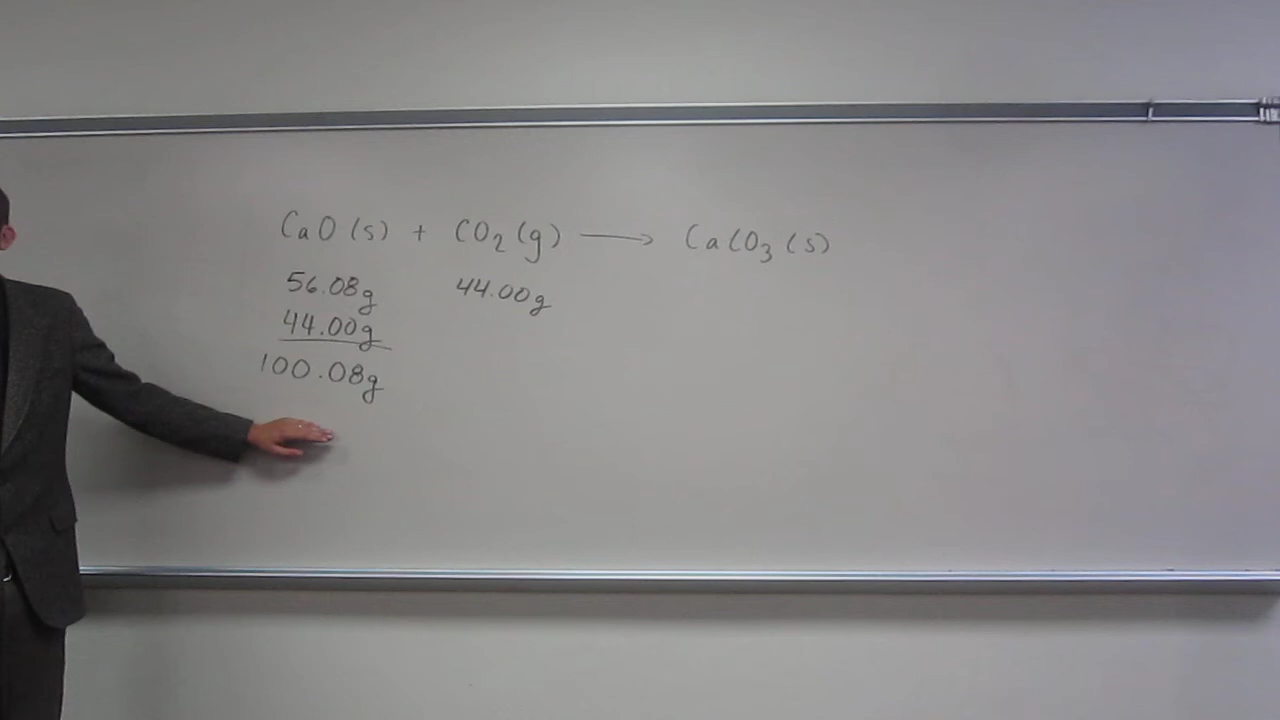 CaO(s) + CO₂(g) ⟶ CaCO₃(s)
56.08g 44.00g
44.00g
100.08g